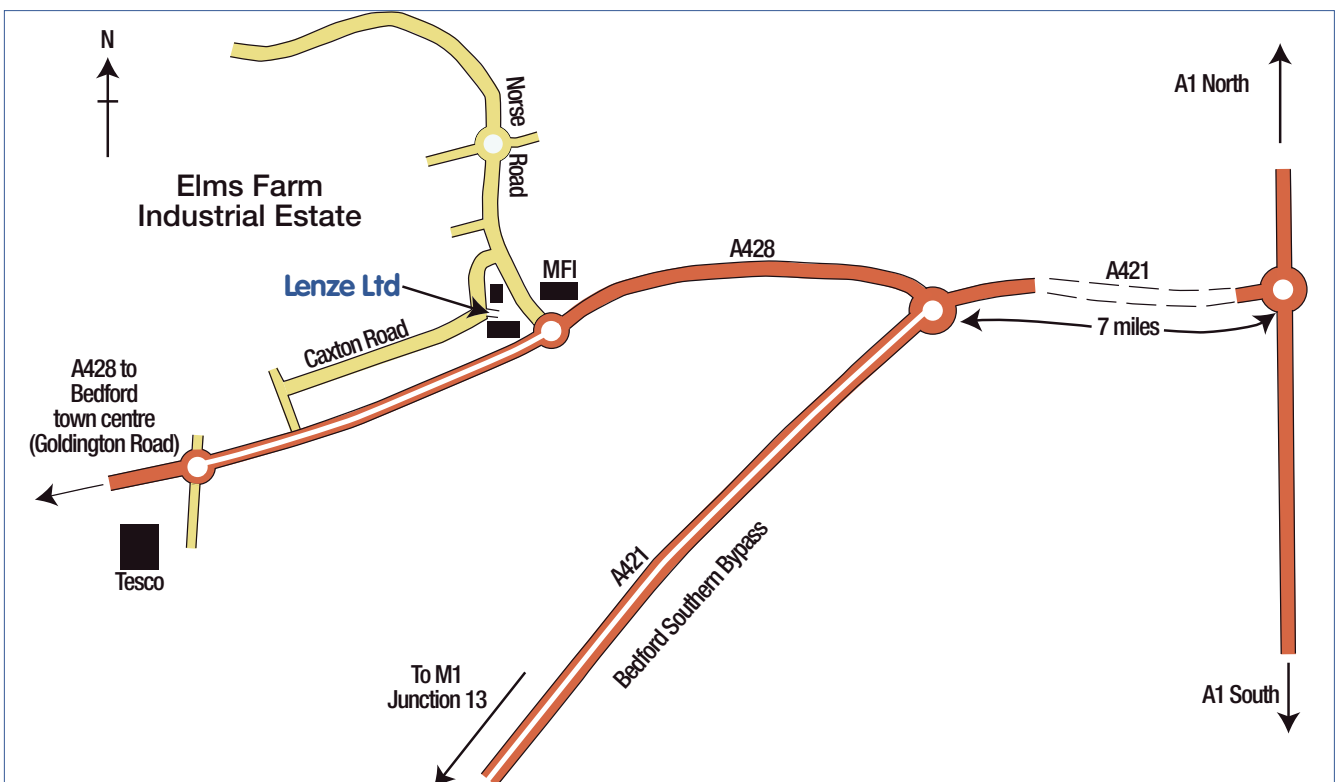 N
A1 North
Norse
Road
Elms Farm
Industrial Estate
A428
MFI
A421
Lenze Ltd
7 miles
Caxton Road
A428 to
Bedford
town centre
(Goldington Road)
Tesco
A421
Bedford Southern Bypass
To M1
Junction 13
A1 South